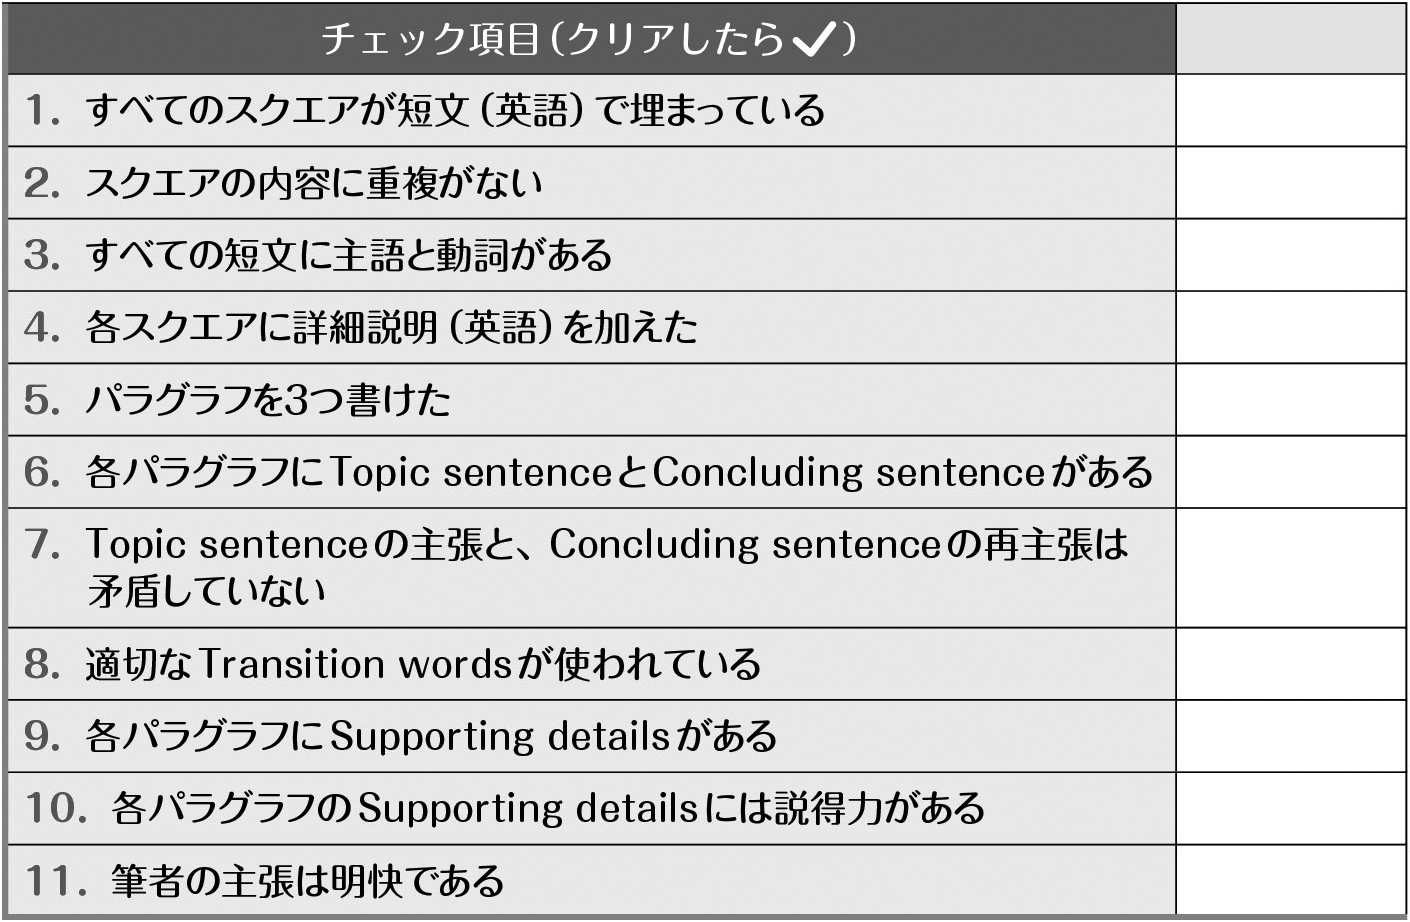 チェック項目(クリアしたら✓)
1. すべてのスクエアが短文(英語)で埋まっている
2. スクエアの内容に重複がない
3. すべての短文に主語と動詞がある
4. 各スクエアに詳細説明(英語)を加えた
5. パラグラフを3つ書けた
6. 各パラグラフにTopic sentenceとConcluding sentenceがある
7. Topic sentenceの主張と、Concluding sentenceの再主張は
矛盾していない
8. 適切なTransition wordsが使われている
9. 各パラグラフにSupporting detailsがある
10. 各パラグラフのSupporting detailsには説得力がある
11. 筆者の主張は明快である